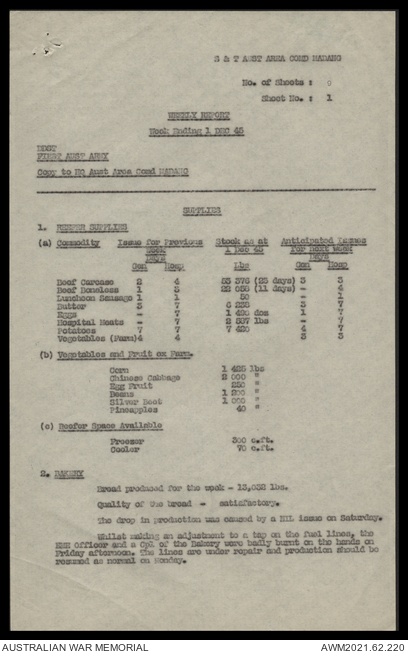 S & T AUST AREA COMD MADANG
No. of Sheets : 9
Sheet No. : 1
WEEKLY REPORT
Week Ending 1 DEC 45
DDST
FIRST AUST ARMY
Copy to HQ Aust Area Comd MADANG
SUPPLIES
1. REEFER SUPPLIES
(a) Commodity Issue for Previous Stock as at Anticipated Issues
Week 1 DEC 45 for next week
Days Lbs Days
Gen Hosp Gen Hosp
Beef Carcase 2 4 33 376 (23 days) 3 3
Beef Boneless 1 3 22 056 (11 days) - 4
Luncheon Sausage 1 1 50 - 1
Butter 3 7 6 238 3 7
Eggs - 7 1 490 doz 1 7
Hospital Meats - 7 2 537 lbs - 7
Potatoes 7 7 7 420 4 7
Vegetables (Farm) 4 4 3 3
(b) Vegetables and Fruit ex Farm.
Corn 1 425 lbs
Chinese Cabbage 2 000 "
Egg Fruit 250 "
Beans 1 200 "
Silver Beet 1 000 "
Pineapples 40 "
(c) Reefer Space Available
Freezer 300 c.ft.
Cooler 70 c.ft.
2. BAKERY
Bread produced for the week - 13,032 lbs.
Quality of the bread - satisfactory.
The drop in production was caused by a NIL issue on Saturday.
Whilst making an adjustment to a tap on the fuel lines, the
Officer and a Cpl of the Bakery were badly burnt on the hands on
Friday afternoon. The lines are under repair and production should be
resumed as normal on Monday.
AUSTRALIAN WAR MEMORIAL
AWM2021.62.220